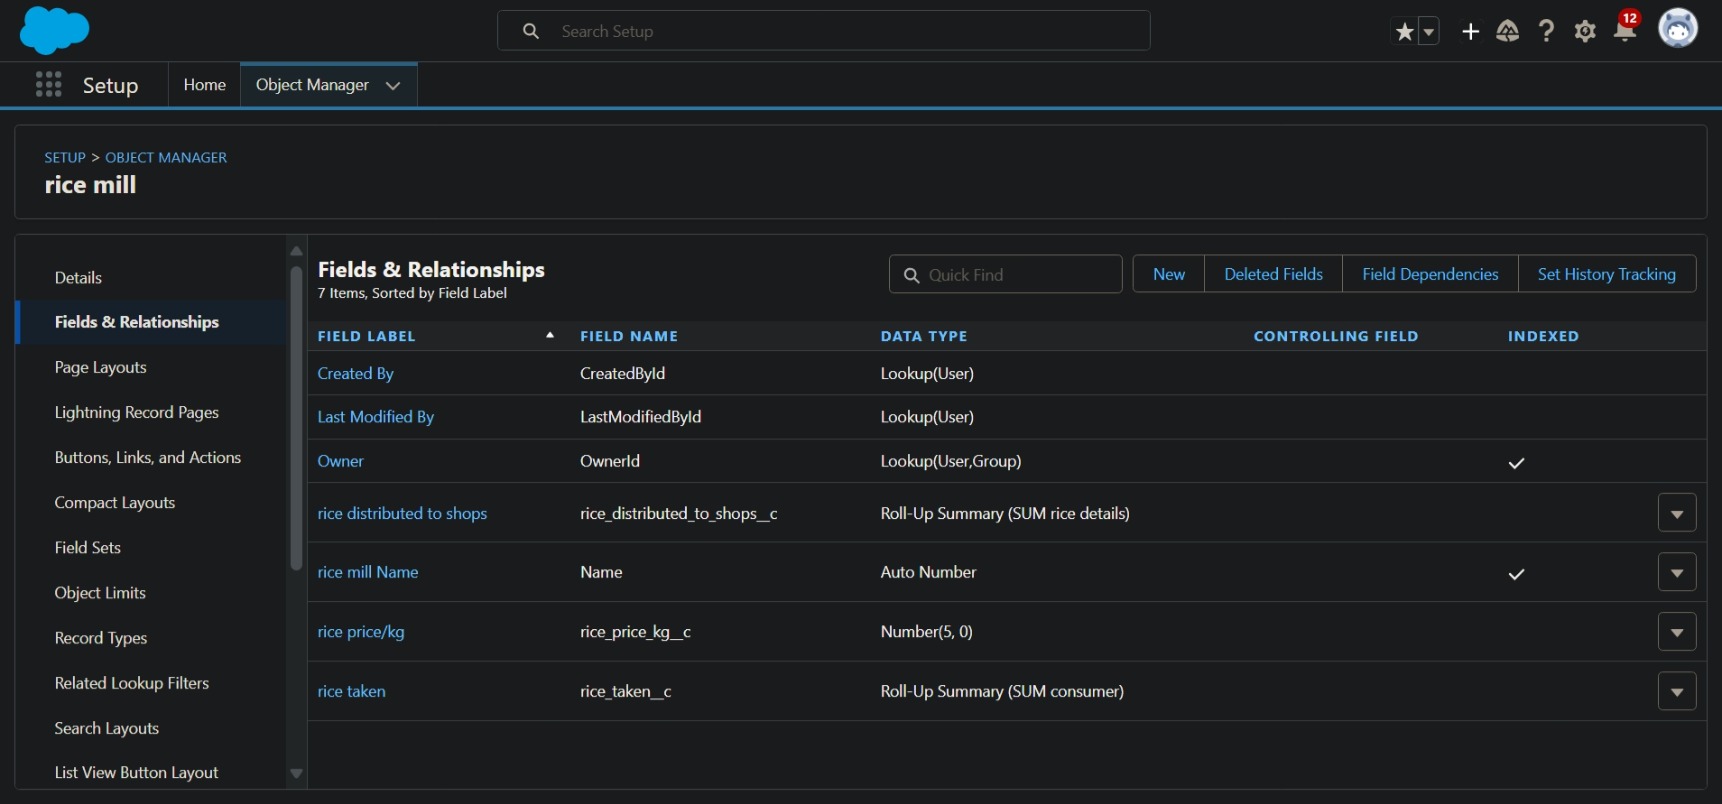 Search Setup
12
Setup
Home
Object Manager
SETUP > OBJECT MANAGER
rice mill
Details
Fields & Relationships
Page Layouts
Lightning Record Pages
Buttons, Links, and Actions
Compact Layouts
Field Sets
Object Limits
Record Types
Related Lookup Filters
Search Layouts
List View Button Layout
Fields & Relationships
7 Items, Sorted by Field Label
Quick Find
New
Deleted Fields
Field Dependencies
Set History Tracking
FIELD LABEL FIELD NAME DATA TYPE CONTROLLING FIELD INDEXED
Created By CreatedById Lookup(User)
Last Modified By LastModifiedById Lookup(User)
Owner OwnerId Lookup(User,Group)
rice distributed to shops rice_distributed_to_shops__c Roll-Up Summary (SUM rice details)
rice mill Name Name Auto Number
rice price/kg rice_price_kg__c Number(5, 0)
rice taken rice_taken__c Roll-Up Summary (SUM consumer)